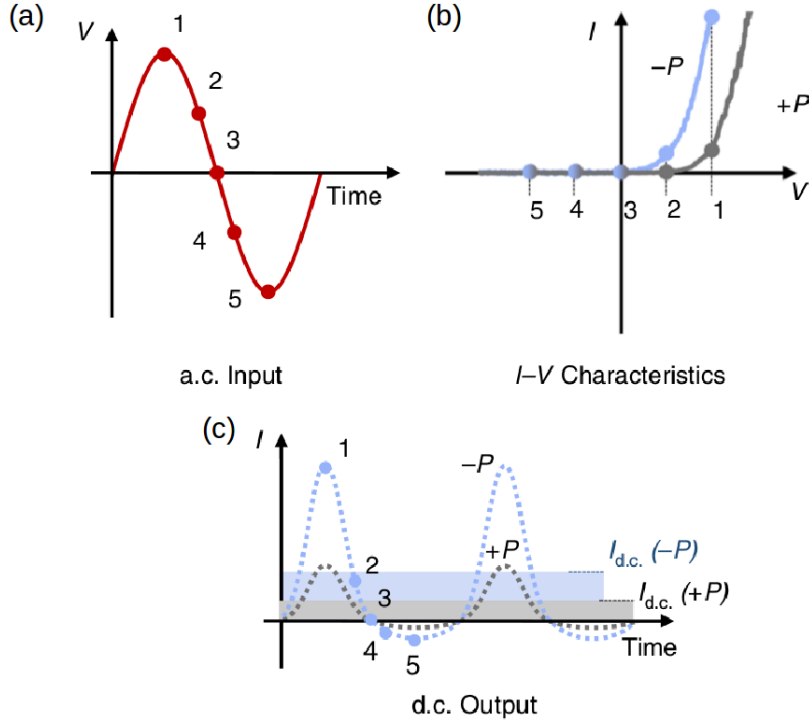 (a)
V
1
2
3
Time
4
5
a.c. Input
(b)
I
–P
+P
V
5
4
3
2
1
I–V Characteristics
(c)
I
1
–P
+P
2
I d.c. (–P)
3
I d.c. (+P)
4
5
Time
d.c. Output